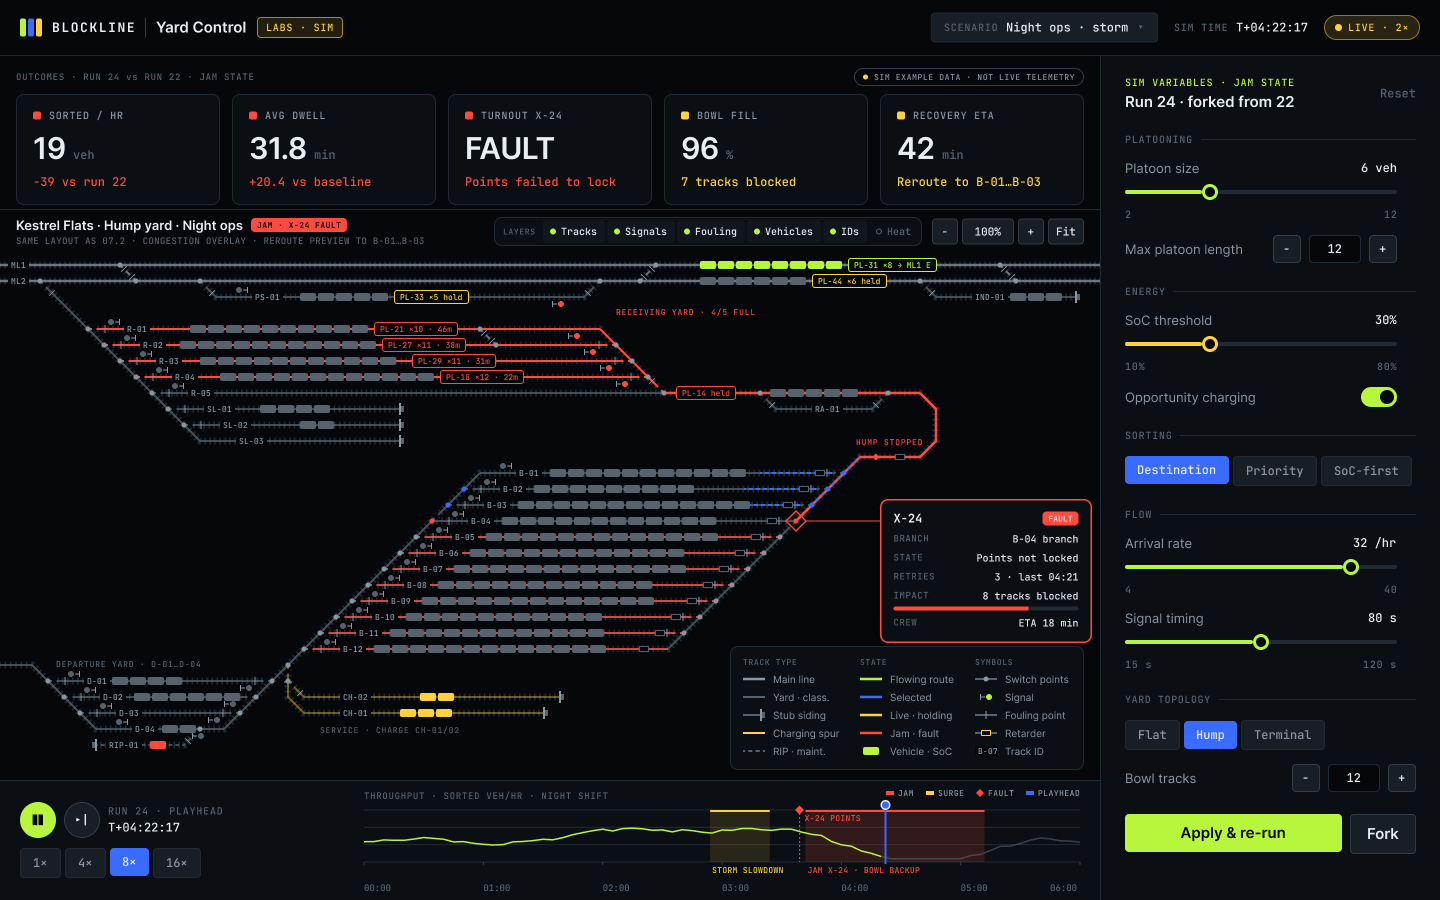 BLOCKLINE Yard Control LABS · SIM
SCENARIO Night ops · storm SIM TIME T+04:22:17 LIVE · 2×
OUTCOMES · RUN 24 vs RUN 22 · JAM STATE
SIM EXAMPLE DATA · NOT LIVE TELEMETRY
SORTED / HR
19 veh
-39 vs run 22
AVG DWELL
31.8 min
+20.4 vs baseline
TURNOUT X-24
FAULT
Points failed to lock
BOWL FILL
96 %
7 tracks blocked
RECOVERY ETA
42 min
Reroute to B-01…B-03
Kestrel Flats · Hump yard · Night ops JAM · X-24 FAULT
SAME LAYOUT AS 07.2 · CONGESTION OVERLAY · REROUTE PREVIEW TO B-01…B-03
LAYERS Tracks Signals Fouling Vehicles IDs Heat
- 100% + Fit
ML1
PL-31 ×8 → ML1 E
ML2
PL-44 ×6 held
PS-01
PL-33 ×5 hold
IND-01
RECEIVING YARD · 4/5 FULL
R-01
PL-21 ×10 · 46m
R-02
PL-27 ×11 · 38m
R-03
PL-29 ×11 · 31m
R-04
PL-18 ×12 · 22m
R-05
PL-14 held
SL-01
RA-01
SL-02
SL-03
HUMP STOPPED
B-01
B-02
B-03
B-04
B-05
B-06
B-07
B-08
B-09
B-10
B-11
B-12
X-24 FAULT
BRANCH B-04 branch
STATE Points not locked
RETRIES 3 · last 04:21
IMPACT 8 tracks blocked
CREW ETA 18 min
DEPARTURE YARD · D-01…D-04
D-01
D-02
D-03
D-04
RIP-01
CH-02
CH-01
SERVICE · CHARGE CH-01/02
TRACK TYPE
Main line
Yard · class.
Stub siding
Charging spur
RIP · maint.
STATE
Flowing route
Selected
Live · holding
Jam · fault
Vehicle · SoC
SYMBOLS
Switch points
Signal
Fouling point
Retarder
B-07 Track ID
RUN 24 · PLAYHEAD
T+04:22:17
1× 4× 8× 16×
THROUGHPUT · SORTED VEH/HR · NIGHT SHIFT
JAM SURGE FAULT PLAYHEAD
X-24 POINTS
STORM SLOWDOWN JAM X-24 · BOWL BACKUP
00:00 01:00 02:00 03:00 04:00 05:00 06:00
SIM VARIABLES · JAM STATE
Run 24 · forked from 22
Reset
PLATOONING
Platoon size 6 veh
2 12
Max platoon length - 12 +
ENERGY
SoC threshold 30%
10% 80%
Opportunity charging
SORTING
Destination Priority SoC-first
FLOW
Arrival rate 32 /hr
4 40
Signal timing 80 s
15 s 120 s
YARD TOPOLOGY
Flat Hump Terminal
Bowl tracks - 12 +
Apply & re-run Fork